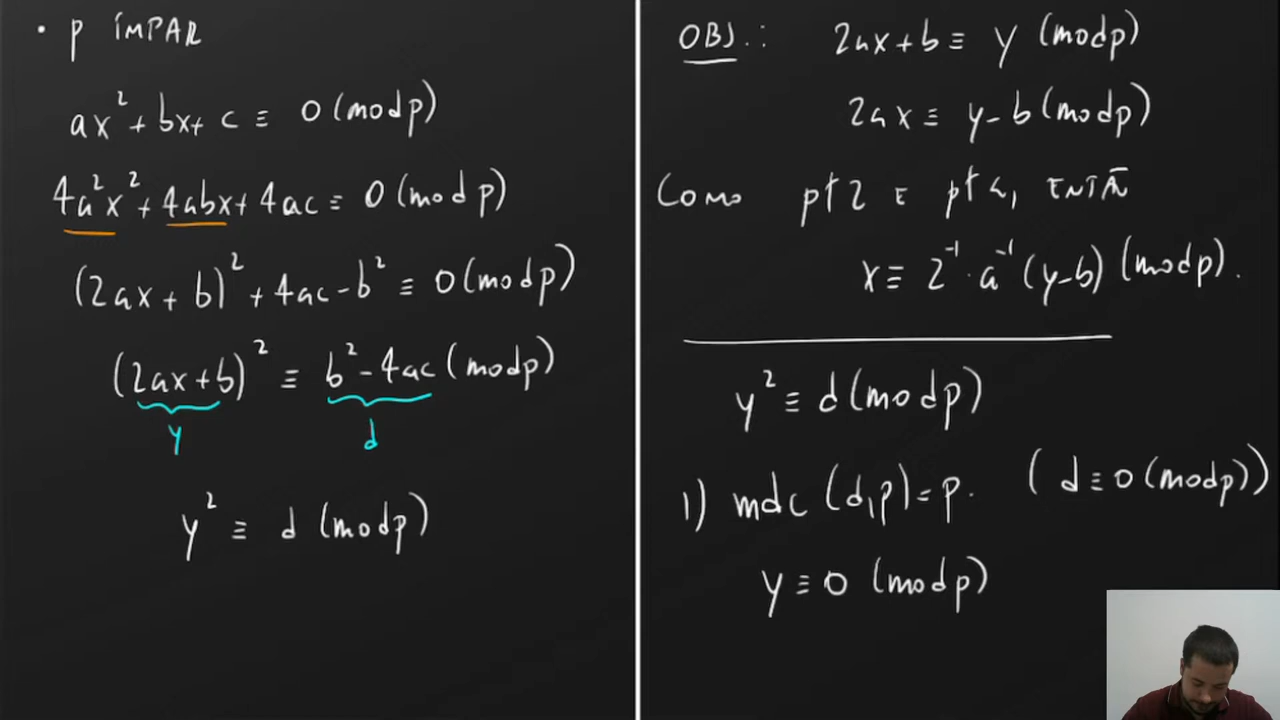 • p ÍMPAR
ax² + bx + c ≡ 0 (mod p)
4a²x² + 4abx + 4ac ≡ 0 (mod p)
(2ax + b)² + 4ac - b² ≡ 0 (mod p)
(2ax + b)² ≡ b² - 4ac (mod p)
y d
y² ≡ d (mod p)
OBS.: 2ax + b ≡ y (mod p)
2ax ≡ y - b (mod p)
Como p∤2 E p∤a, ENTÃ
x ≡ 2⁻¹ · a⁻¹ (y-b) (mod p).
y² ≡ d (mod p)
1) mdc (d,p) = p. (d ≡ 0 (mod p))
y ≡ 0 (mod p)